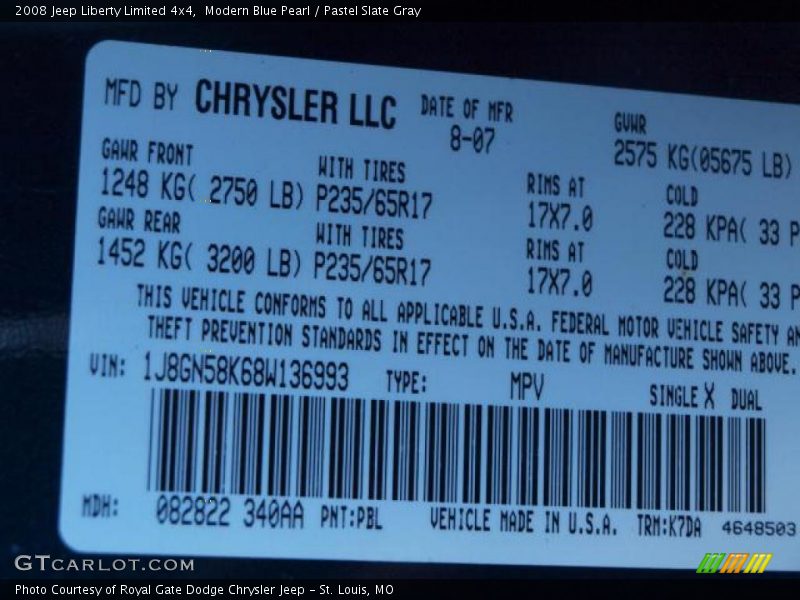 2008 Jeep Liberty Limited 4x4,  Modern Blue Pearl / Pastel Slate Gray
MFD BY CHRYSLER LLC DATE OF MFR GVWR
8-07 2575 KG(05675 LB)
GAWR FRONT WITH TIRES RIMS AT COLD
1248 KG( 2750 LB) P235/65R17 17X7.0 228 KPA( 33 P
GAWR REAR WITH TIRES RIMS AT COLD
1452 KG( 3200 LB) P235/65R17 17X7.0 228 KPA( 33 P
THIS VEHICLE CONFORMS TO ALL APPLICABLE U.S.A. FEDERAL MOTOR VEHICLE SAFETY AN
THEFT PREVENTION STANDARDS IN EFFECT ON THE DATE OF MANUFACTURE SHOWN ABOVE.
VIN: 1J8GN58K68W136993 TYPE: MPV SINGLE X DUAL
MDH: 082822 340AA PNT:PBL VEHICLE MADE IN U.S.A. TRM:K7DA 4648503
GTCARLOT.COM
Photo Courtesy of Royal Gate Dodge Chrysler Jeep - St. Louis, MO